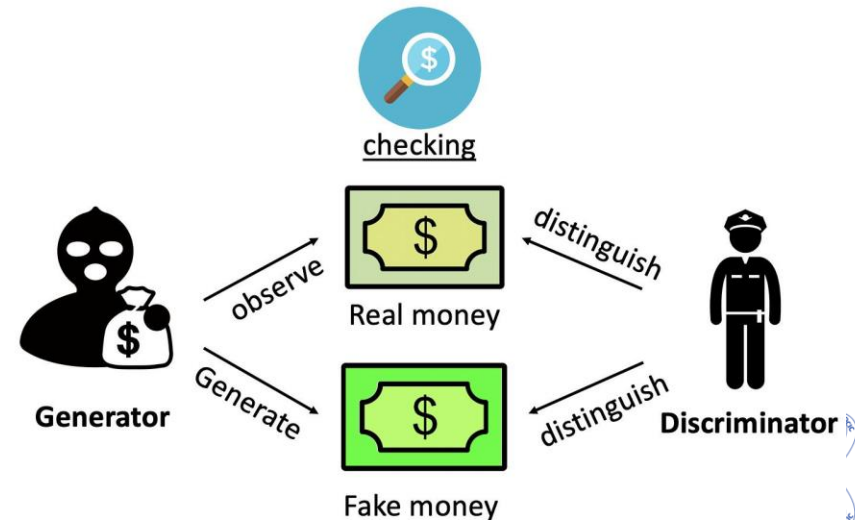 $
checking
$
observe
distinguish
Real money
$
Generate
$
distinguish
Generator
Discriminator
Fake money